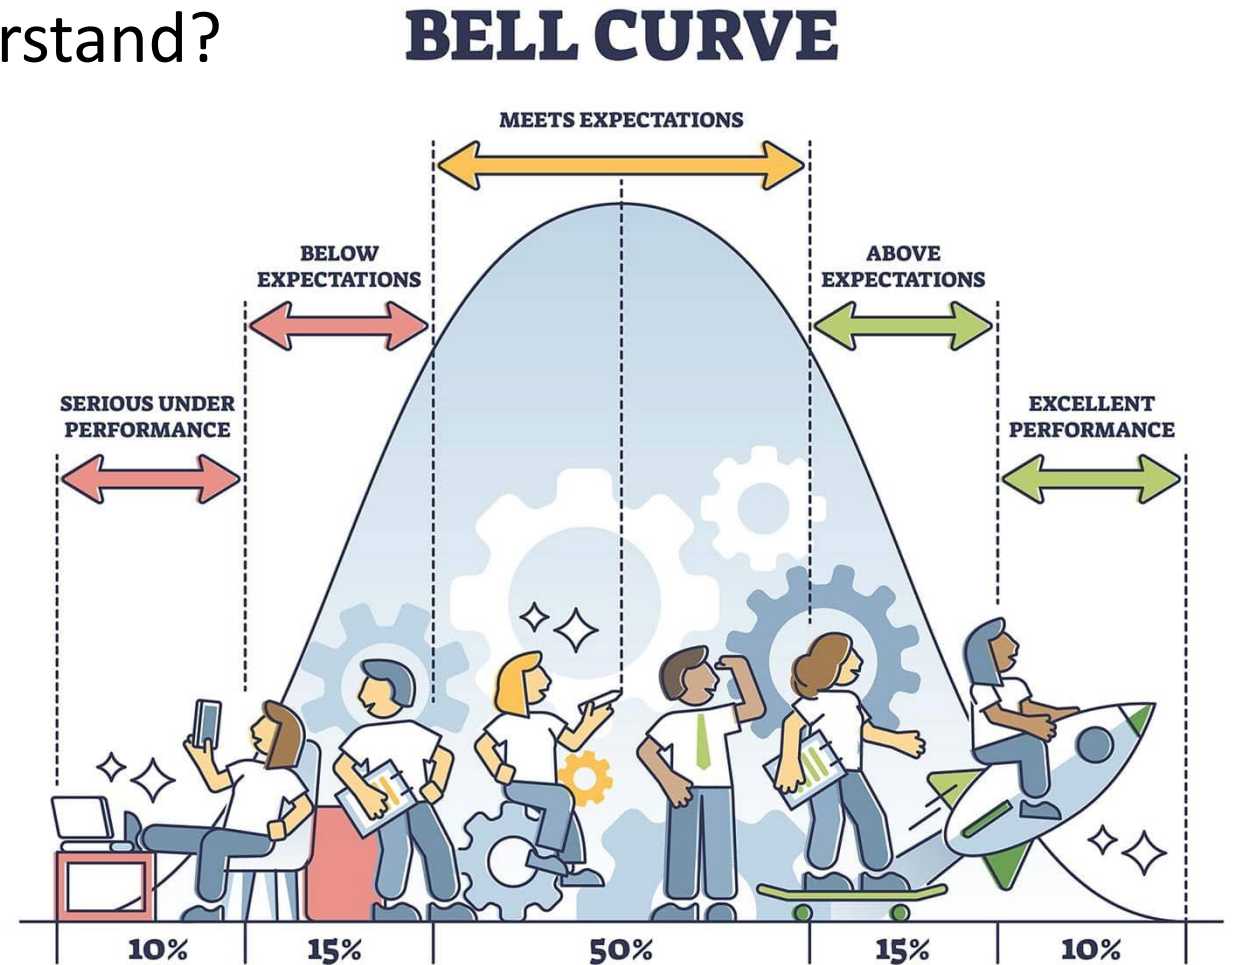 rstand?
BELL CURVE
MEETS EXPECTATIONS
BELOW
EXPECTATIONS
ABOVE
EXPECTATIONS
SERIOUS UNDER
PERFORMANCE
EXCELLENT
PERFORMANCE
10%
15%
50%
15%
10%